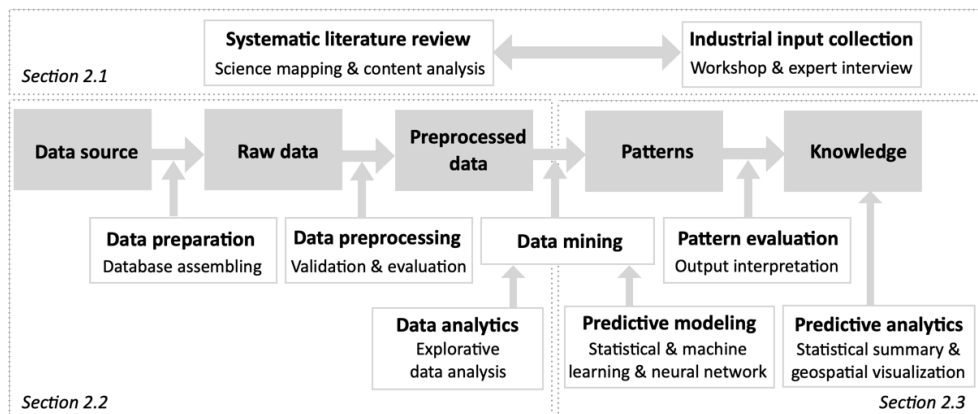 Systematic literature review
Science mapping & content analysis
Industrial input collection
Workshop & expert interview
Section 2.1
Data source
Raw data
Preprocessed
data
Patterns
Knowledge
Data preparation
Database assembling
Data preprocessing
Validation & evaluation
Data mining
Pattern evaluation
Output interpretation
Data analytics
Explorative
data analysis
Predictive modeling
Statistical & machine
learning & neural network
Predictive analytics
Statistical summary &
geospatial visualization
Section 2.2
Section 2.3